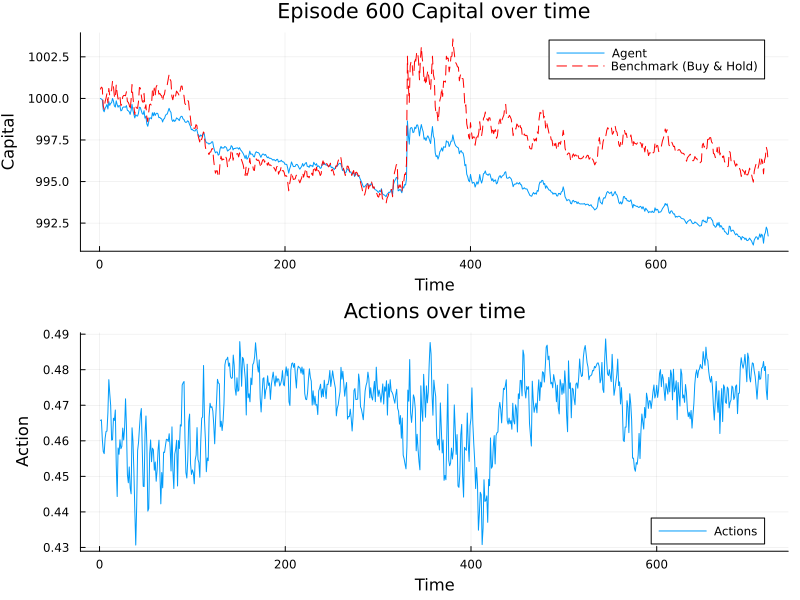 Episode 600 Capital over time
1002.5
1000.0
997.5
995.0
992.5
Capital
Agent
Benchmark (Buy & Hold)
0
200
400
600
Time
Actions over time
0.49
0.48
0.47
0.46
0.45
0.44
0.43
Action
Actions
0
200
400
600
Time